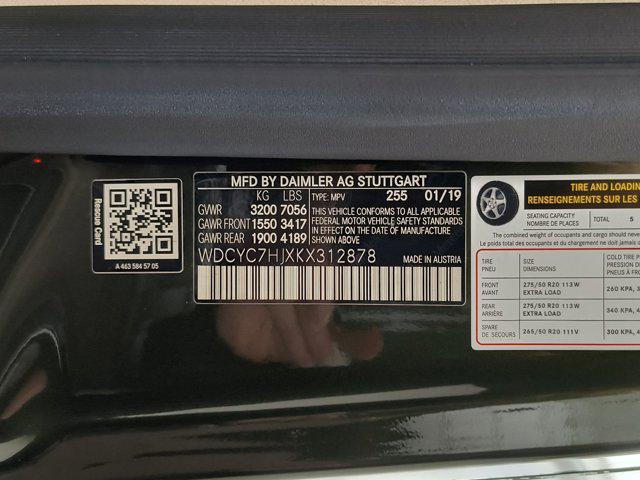 Rescue Card
A 463 584 57 05
MFD BY DAIMLER AG STUTTGART
KG LBS TYPE: MPV 255 01/19
GVWR 3200 7056
GAWR FRONT 1550 3417
GAWR REAR 1900 4189
THIS VEHICLE CONFORMS TO ALL APPLICABLE
FEDERAL MOTOR VEHICLE SAFETY STANDARDS
IN EFFECT ON THE DATE OF MANUFACTURE
SHOWN ABOVE.
WDCYC7HJXKX312878 MADE IN AUSTRIA
TIRE AND LOADIN
RENSEIGNEMENTS SUR LES
SEATING CAPACITY
NOMBRE DE PLACES
TOTAL 5
The combined weight of occupants and cargo should never
Le poids total des occupants et du chargement
TIRE SIZE COLD TIRE P
PNEU DIMENSIONS PRESSION D
PNEUS À FR
FRONT 275/50 R20 113W 260 KPA, 3
AVANT EXTRA LOAD
REAR 275/50 R20 113W 340 KPA, 4
ARRIÈRE EXTRA LOAD
SPARE 265/50 R20 111V 300 KPA, 4
DE SECOURS